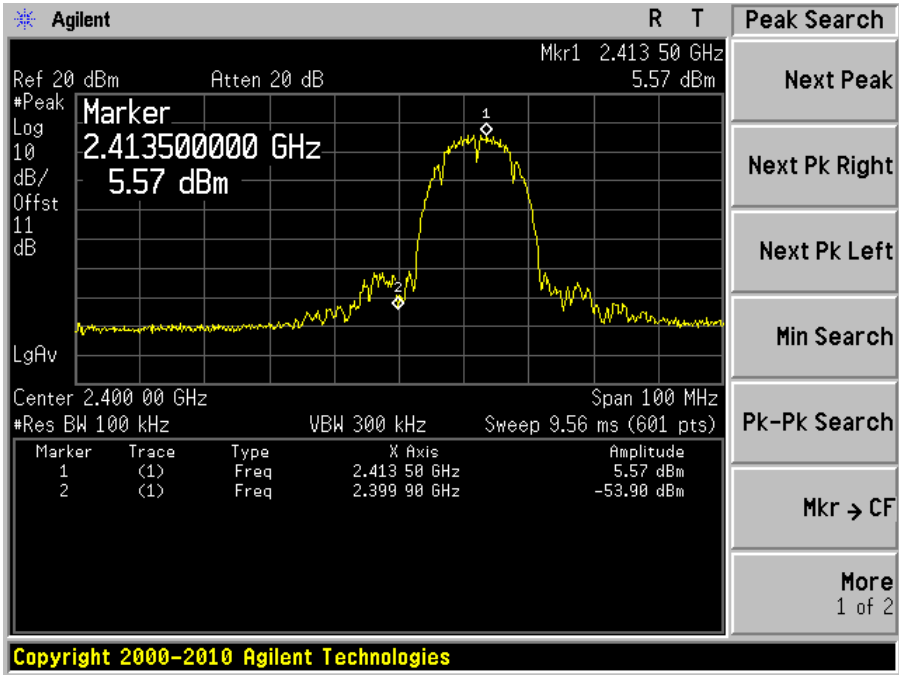 Agilent R T
Mkr1 2.413 50 GHz
Ref 20 dBm Atten 20 dB 5.57 dBm
#Peak
Log
10
dB/
Offst
11
dB
LgAv
Marker
2.413500000 GHz
5.57 dBm
1
2
Center 2.400 00 GHz Span 100 MHz
#Res BW 100 kHz VBW 300 kHz Sweep 9.56 ms (601 pts)
Marker Trace Type X Axis Amplitude
1 (1) Freq 2.413 50 GHz 5.57 dBm
2 (1) Freq 2.399 90 GHz -53.90 dBm
Copyright 2000-2010 Agilent Technologies
Peak Search
Next Peak
Next Pk Right
Next Pk Left
Min Search
Pk-Pk Search
Mkr → CF
More
1 of 2